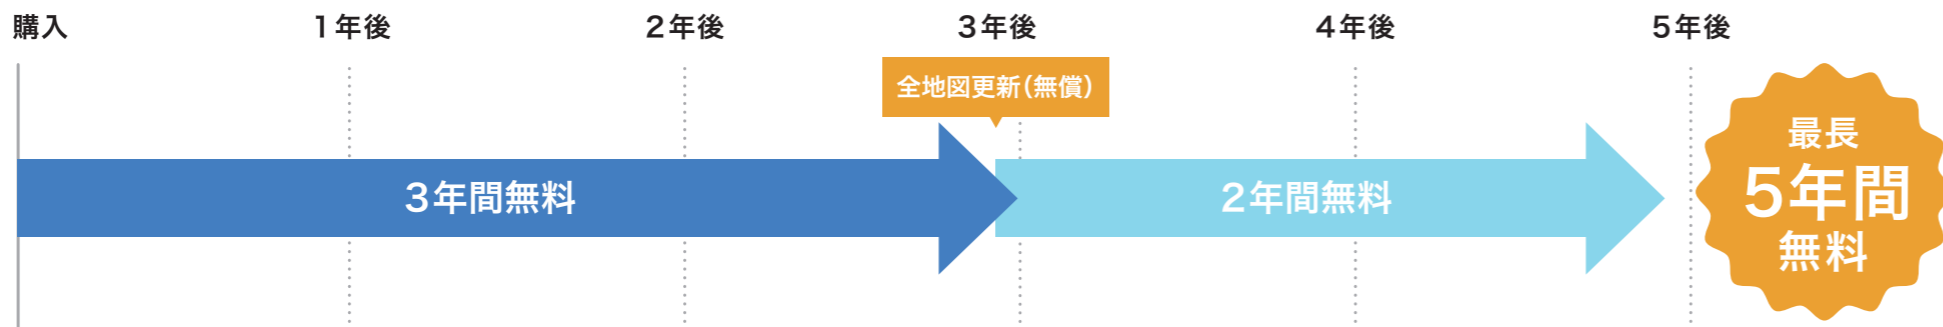 購入
1年後
2年後
3年後
4年後
5年後
全地図更新(無償)
3年間無料
2年間無料
最長
5年間
無料